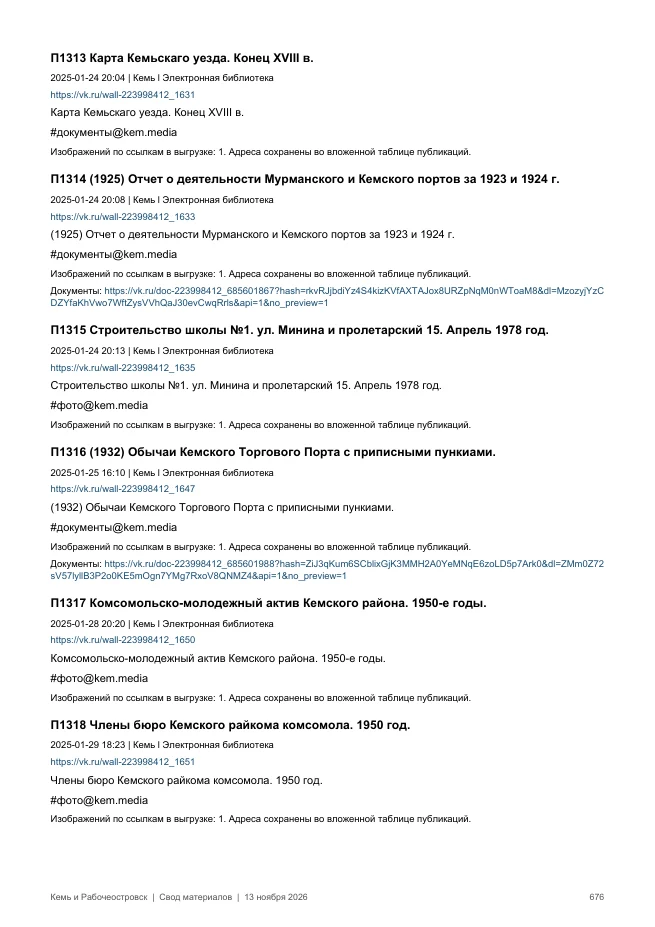 П1313 Карта Кемьскаго уезда. Конец XVIII в.
2025-01-24 20:04 | Кемь I Электронная библиотека
https://vk.ru/wall-223998412_1631
Карта Кемьскаго уезда. Конец XVIII в.
#документы@kem.media
Изображений по ссылкам в выгрузке: 1. Адреса сохранены во вложенной таблице публикаций.
П1314 (1925) Отчет о деятельности Мурманского и Кемского портов за 1923 и 1924 г.
2025-01-24 20:08 | Кемь I Электронная библиотека
https://vk.ru/wall-223998412_1633
(1925) Отчет о деятельности Мурманского и Кемского портов за 1923 и 1924 г.
#документы@kem.media
Изображений по ссылкам в выгрузке: 1. Адреса сохранены во вложенной таблице публикаций.
Документы: https://vk.ru/doc-223998412_685601867?hash=rkvRJjbdiYz4S4kizKVfAXTAJox8URZpNqM0nWToaM8&dl=MzozyjYzC
DZYfaKhVwo7WftZysVVhQaJ30evCwqRrls&api=1&no_preview=1
П1315 Строительство школы №1. ул. Минина и пролетарский 15. Апрель 1978 год.
2025-01-24 20:13 | Кемь I Электронная библиотека
https://vk.ru/wall-223998412_1635
Строительство школы №1. ул. Минина и пролетарский 15. Апрель 1978 год.
#фото@kem.media
Изображений по ссылкам в выгрузке: 1. Адреса сохранены во вложенной таблице публикаций.
П1316 (1932) Обычаи Кемского Торгового Порта с приписными пункиами.
2025-01-25 16:10 | Кемь I Электронная библиотека
https://vk.ru/wall-223998412_1647
(1932) Обычаи Кемского Торгового Порта с приписными пункиами.
#документы@kem.media
Изображений по ссылкам в выгрузке: 1. Адреса сохранены во вложенной таблице публикаций.
Документы: https://vk.ru/doc-223998412_685601988?hash=ZiJ3qKum6SCblixGjK3MMH2A0YeMNqE6zoLD5p7Ark0&dl=ZMm0Z72
sV57lyllB3P2o0KE5mOgn7YMg7RxoV8QNMZ4&api=1&no_preview=1
П1317 Комсомольско-молодежный актив Кемского района. 1950-е годы.
2025-01-28 20:20 | Кемь I Электронная библиотека
https://vk.ru/wall-223998412_1650
Комсомольско-молодежный актив Кемского района. 1950-е годы.
#фото@kem.media
Изображений по ссылкам в выгрузке: 1. Адреса сохранены во вложенной таблице публикаций.
П1318 Члены бюро Кемского райкома комсомола. 1950 год.
2025-01-29 18:23 | Кемь I Электронная библиотека
https://vk.ru/wall-223998412_1651
Члены бюро Кемского райкома комсомола. 1950 год.
#фото@kem.media
Изображений по ссылкам в выгрузке: 1. Адреса сохранены во вложенной таблице публикаций.
Кемь и Рабочеостровск | Свод материалов | 13 ноября 2026
676